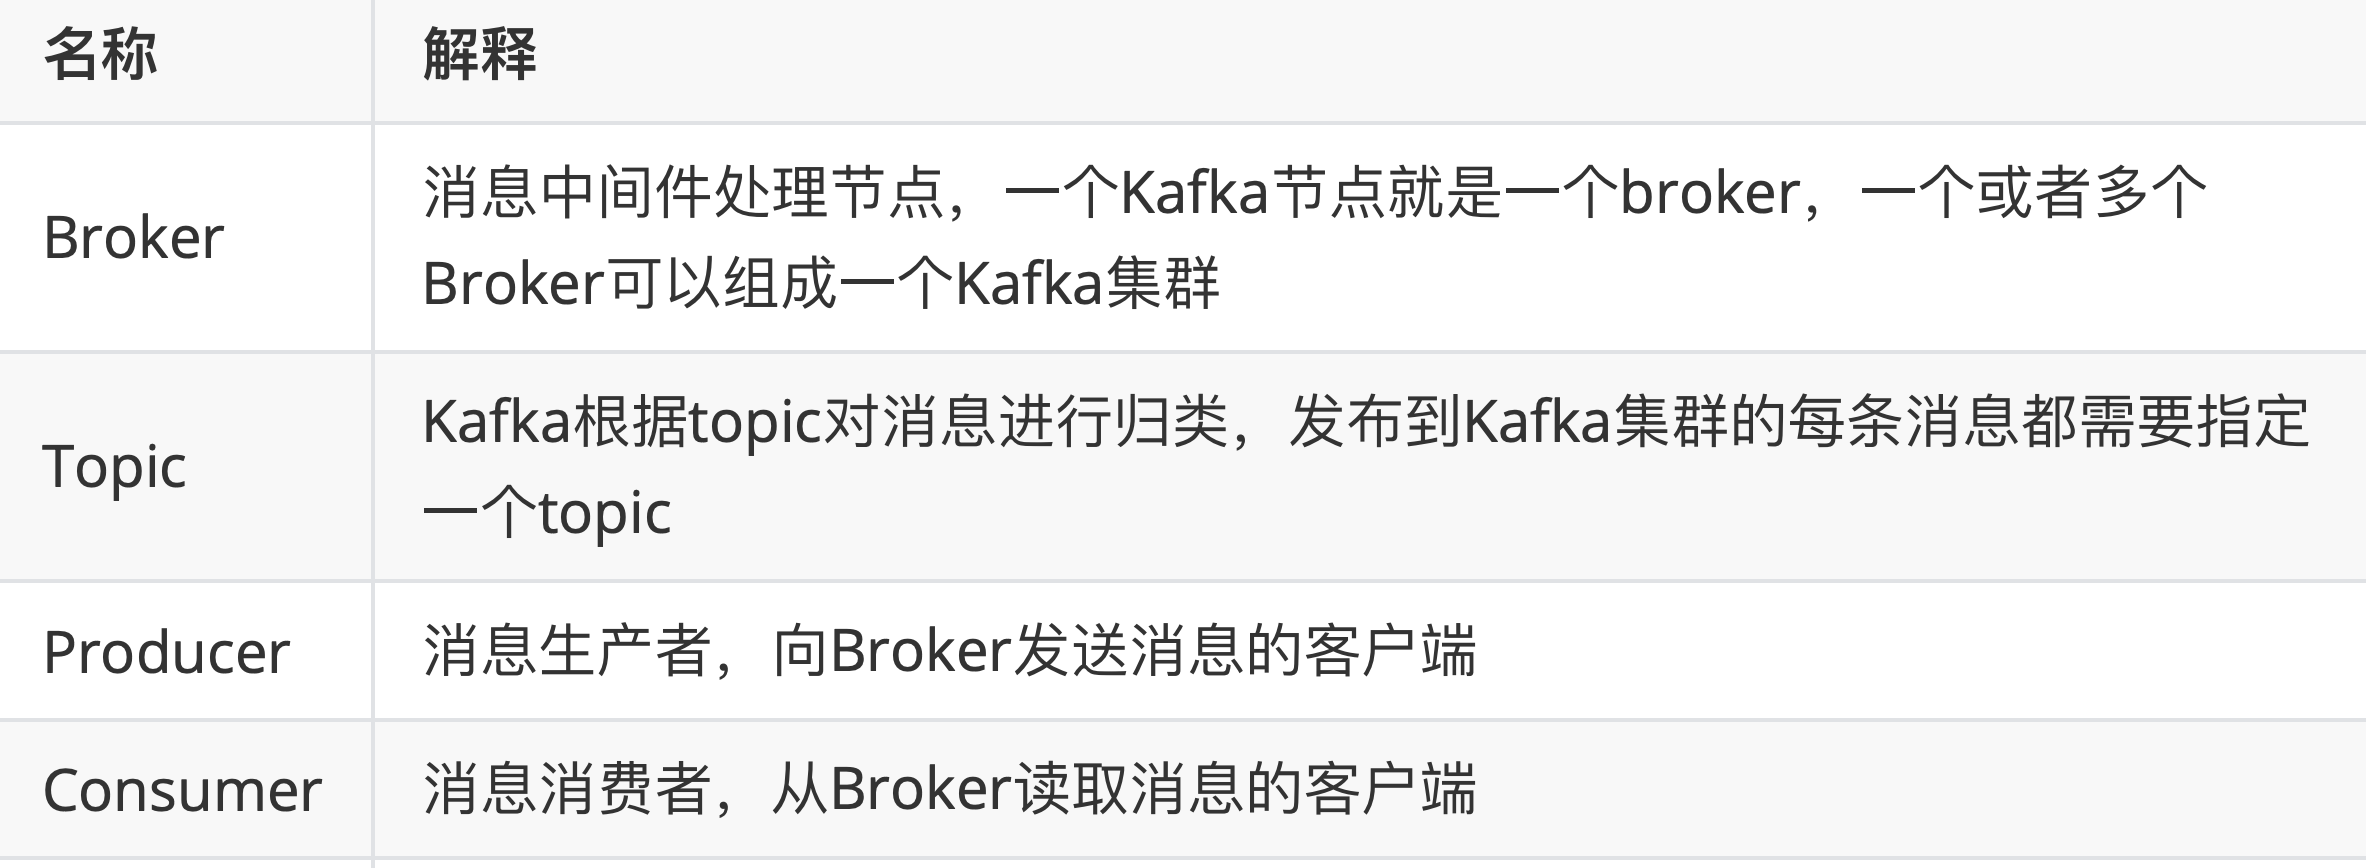 名称 解释
Broker
消息中间件处理节点，一个Kafka节点就是一个broker，一个或者多个
Broker可以组成一个Kafka集群
Topic
Kafka根据topic对消息进行归类，发布到Kafka集群的每条消息都需要指定
一个topic
Producer 消息生产者，向Broker发送消息的客户端
Consumer 消息消费者，从Broker读取消息的客户端